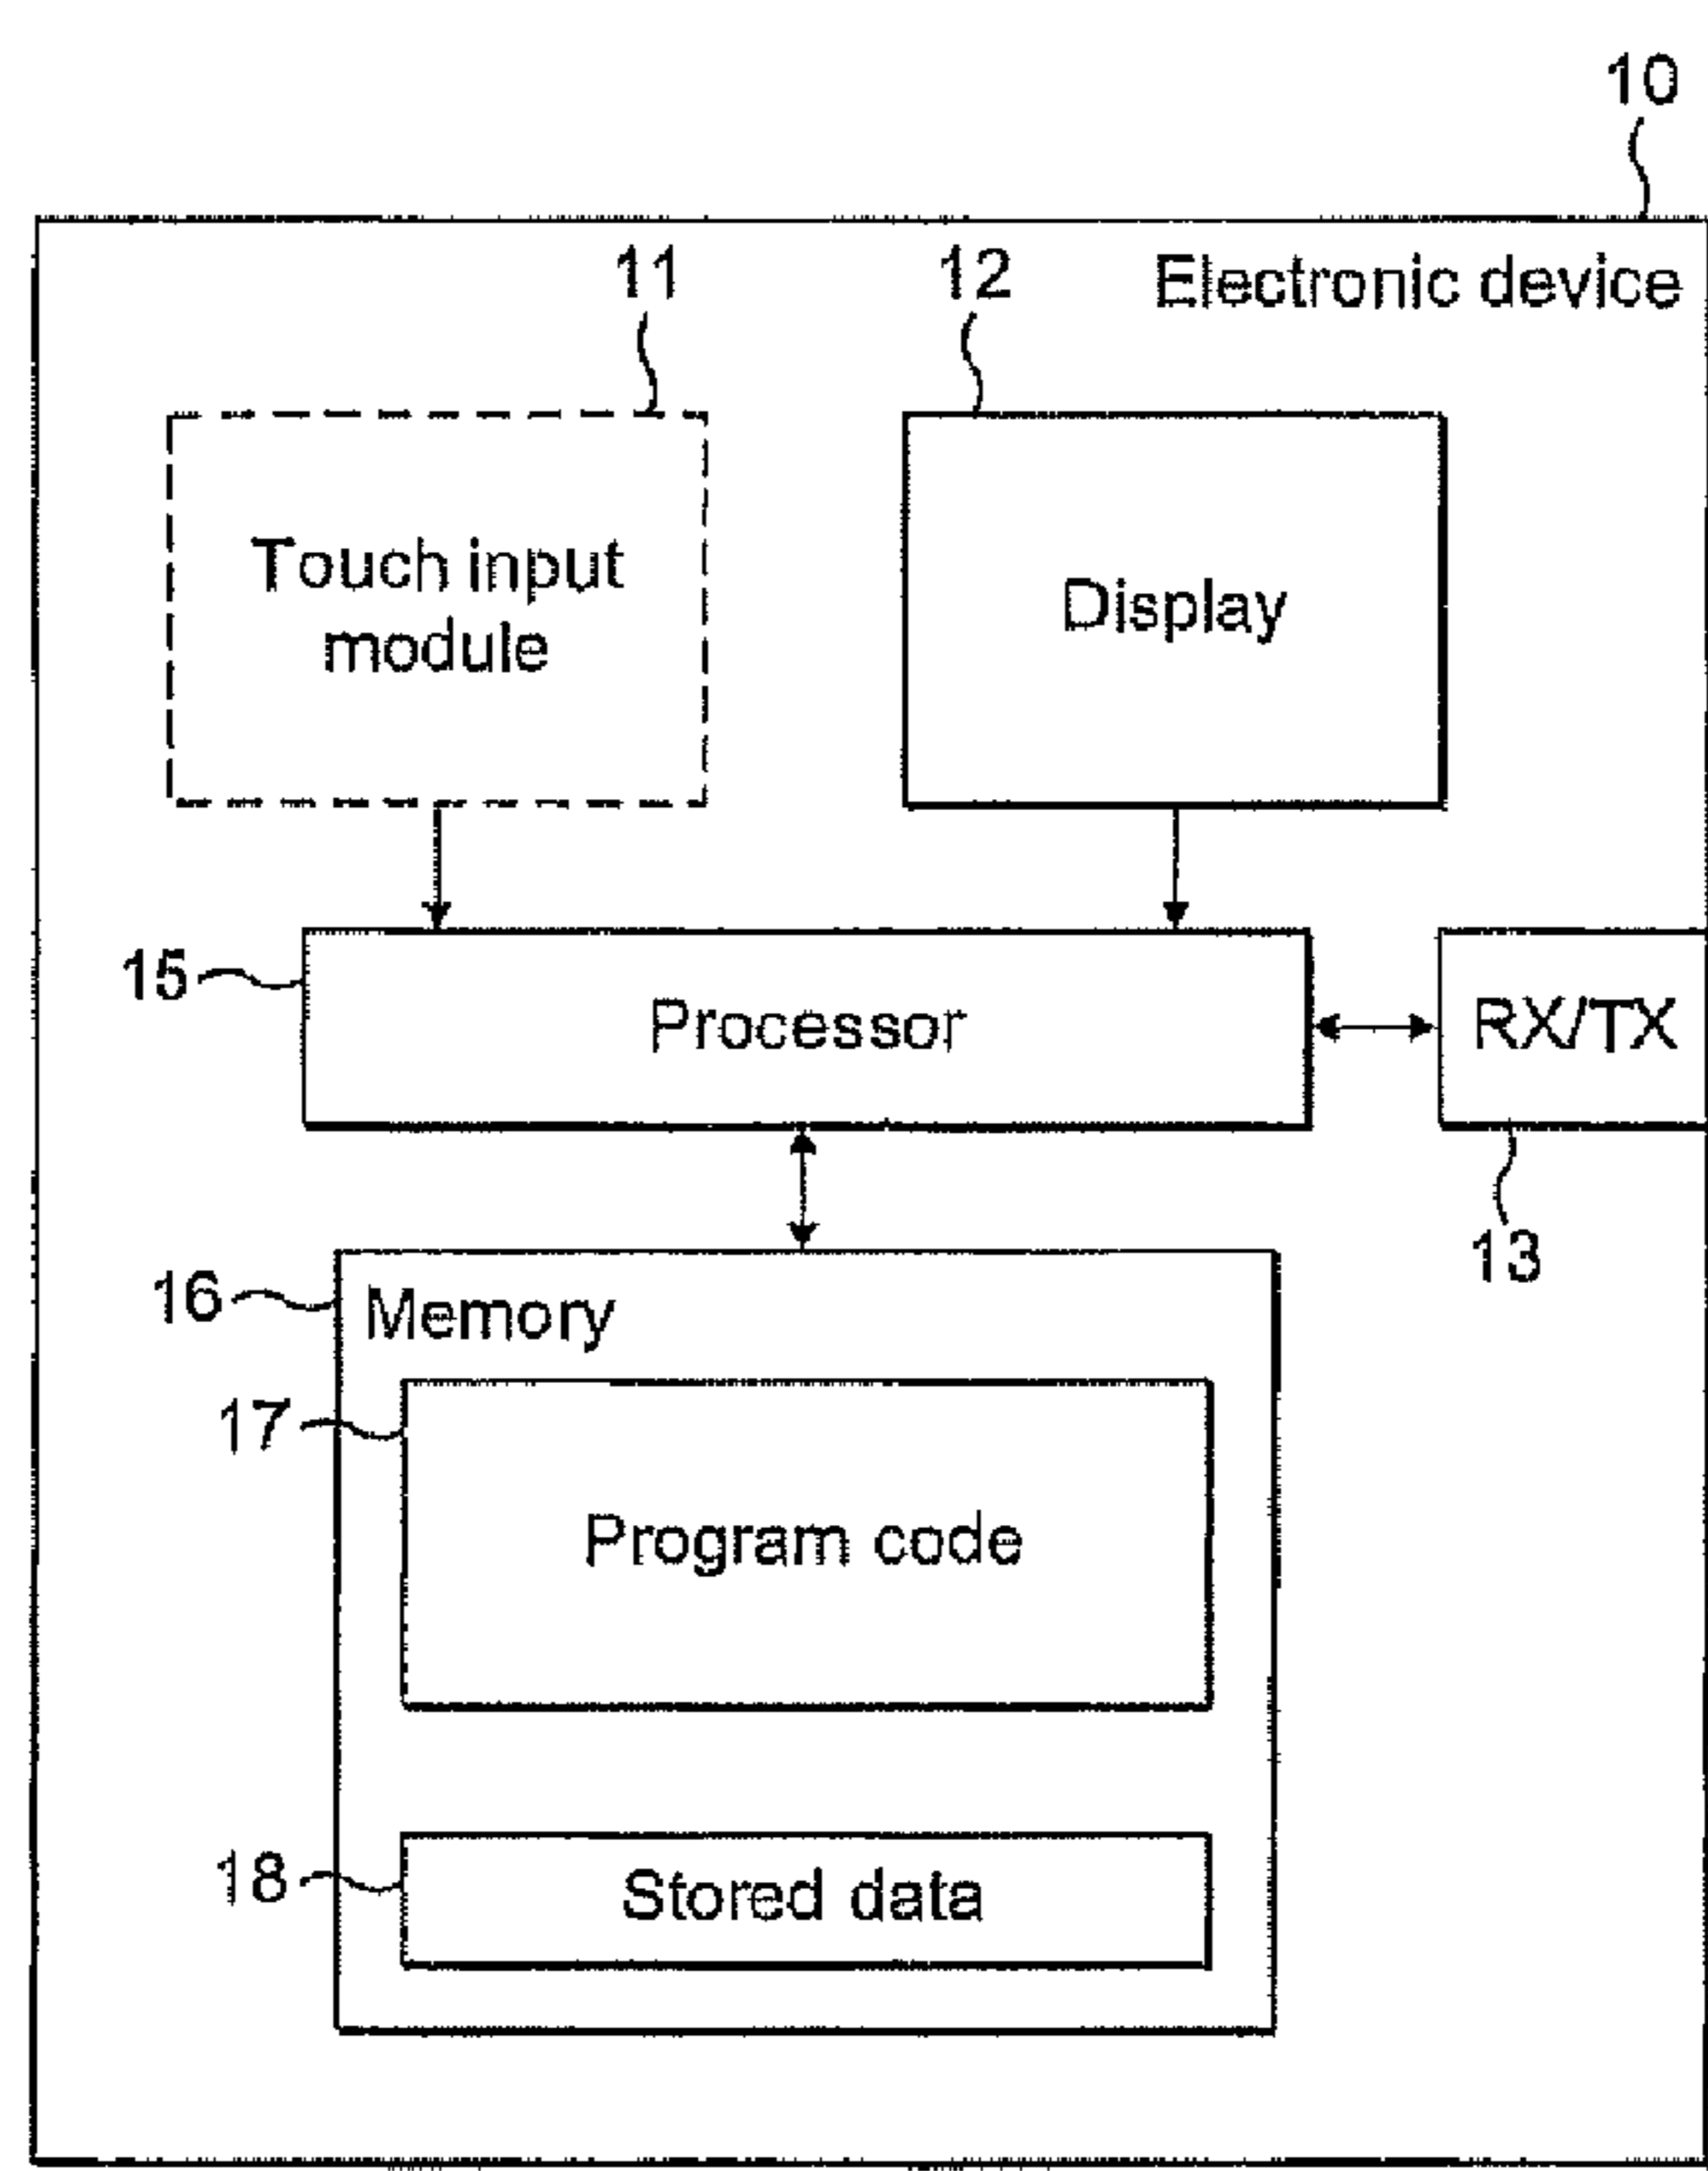 10
11
12
Electronic device
Touch input
module
Display
15
Processor
RX/TX
13
16
Memory
17
Program code
18
Stored data